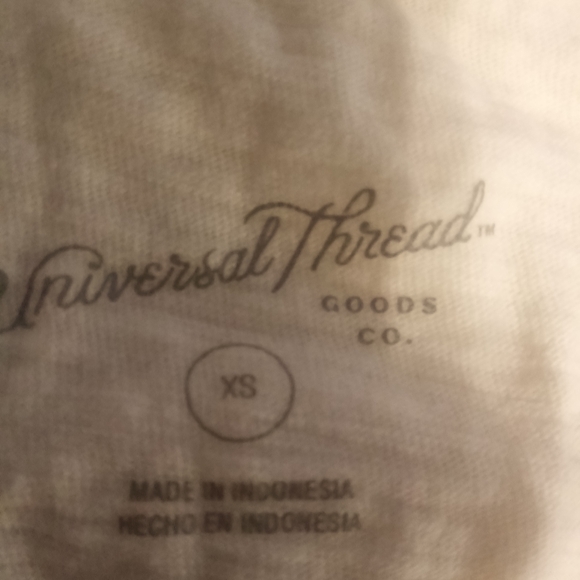 Universal Thread™
GOODS
CO.
XS
MADE IN INDONESIA
HECHO EN INDONESIA